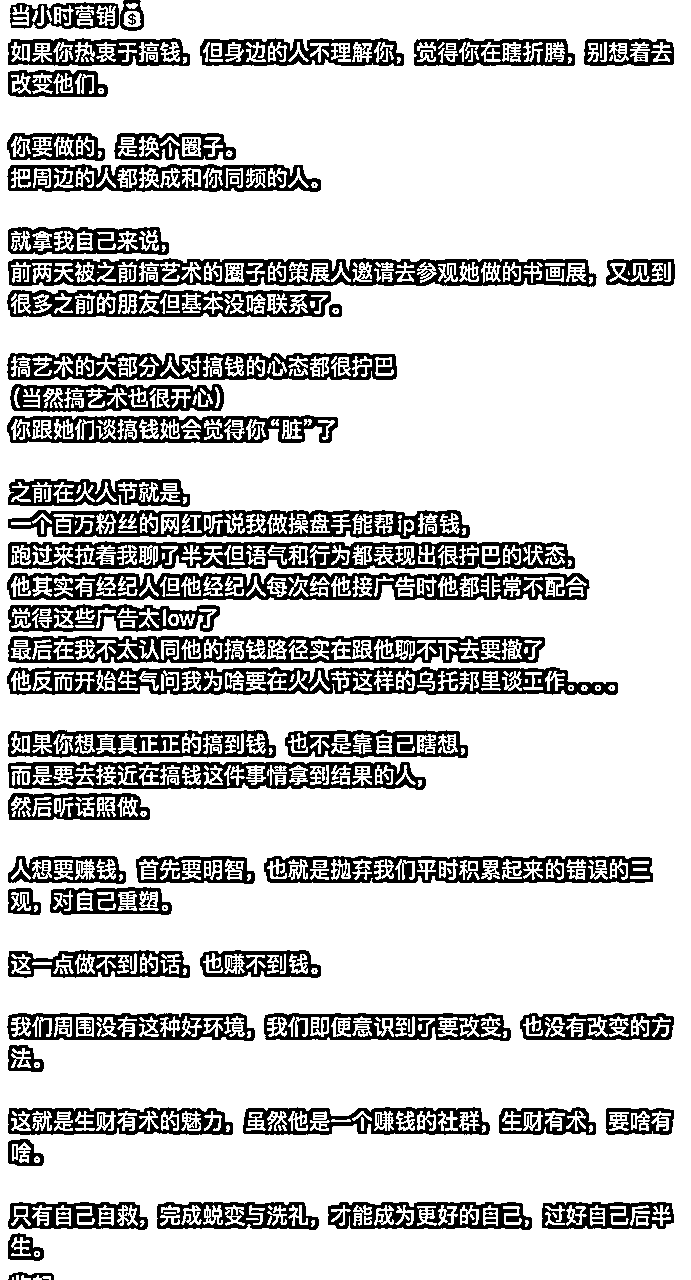 当小时营销💰
如果你热衷于搞钱，但身边的人不理解你，觉得你在瞎折腾，别想着去
改变他们。
你要做的，是换个圈子。
把周边的人都换成和你同频的人。
就拿我自己来说，
前两天被之前搞艺术的圈子的策展人邀请去参观她做的书画展，又见到
很多之前的朋友但基本没啥联系了。
搞艺术的大部分人对搞钱的心态都很拧巴
（当然搞艺术也很开心）
你跟她们谈搞钱她会觉得你“脏”了
之前在火人节就是，
一个百万粉丝的网红听说我做操盘手能帮ip搞钱，
跑过来拉着我聊了半天但语气和行为都表现出很拧巴的状态，
他其实有经纪人但他经纪人每次给他接广告时他都非常不配合
觉得这些广告太low了
最后在我不太认同他的搞钱路径实在跟他聊不下去要撤了
他反而开始生气问我为啥要在火人节这样的乌托邦里谈工作。。。。
如果你想真真正正的搞到钱，也不是靠自己瞎想，
而是要去接近在搞钱这件事情拿到结果的人，
然后听话照做。
人想要赚钱，首先要明智，也就是抛弃我们平时积累起来的错误的三
观，对自己重塑。
这一点做不到的话，也赚不到钱。
我们周围没有这种好环境，我们即便意识到了要改变，也没有改变的方
法。
这就是生财有术的魅力，虽然他是一个赚钱的社群，生财有术，要啥有
啥。
只有自己自救，完成蜕变与洗礼，才能成为更好的自己，过好自己后半
生。